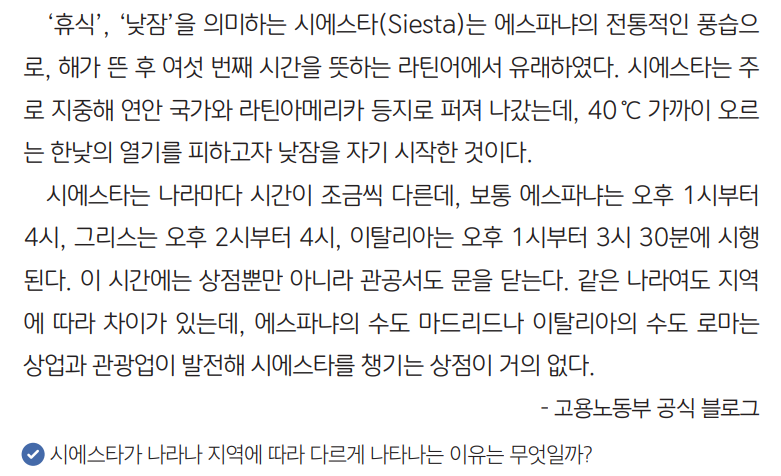 ‘휴식’, ‘낮잠’을 의미하는 시에스타(Siesta)는 에스파냐의 전통적인 풍습으
로, 해가 뜬 후 여섯 번째 시간을 뜻하는 라틴어에서 유래하였다. 시에스타는 주
로 지중해 연안 국가와 라틴아메리카 등지로 퍼져 나갔는데, 40℃ 가까이 오르
는 한낮의 열기를 피하고자 낮잠을 자기 시작한 것이다.
시에스타는 나라마다 시간이 조금씩 다른데, 보통 에스파냐는 오후 1시부터
4시, 그리스는 오후 2시부터 4시, 이탈리아는 오후 1시부터 3시 30분에 시행
된다. 이 시간에는 상점뿐만 아니라 관공서도 문을 닫는다. 같은 나라여도 지역
에 따라 차이가 있는데, 에스파냐의 수도 마드리드나 이탈리아의 수도 로마는
상업과 관광업이 발전해 시에스타를 챙기는 상점이 거의 없다.
- 고용노동부 공식 블로그
시에스타가 나라나 지역에 따라 다르게 나타나는 이유는 무엇일까?